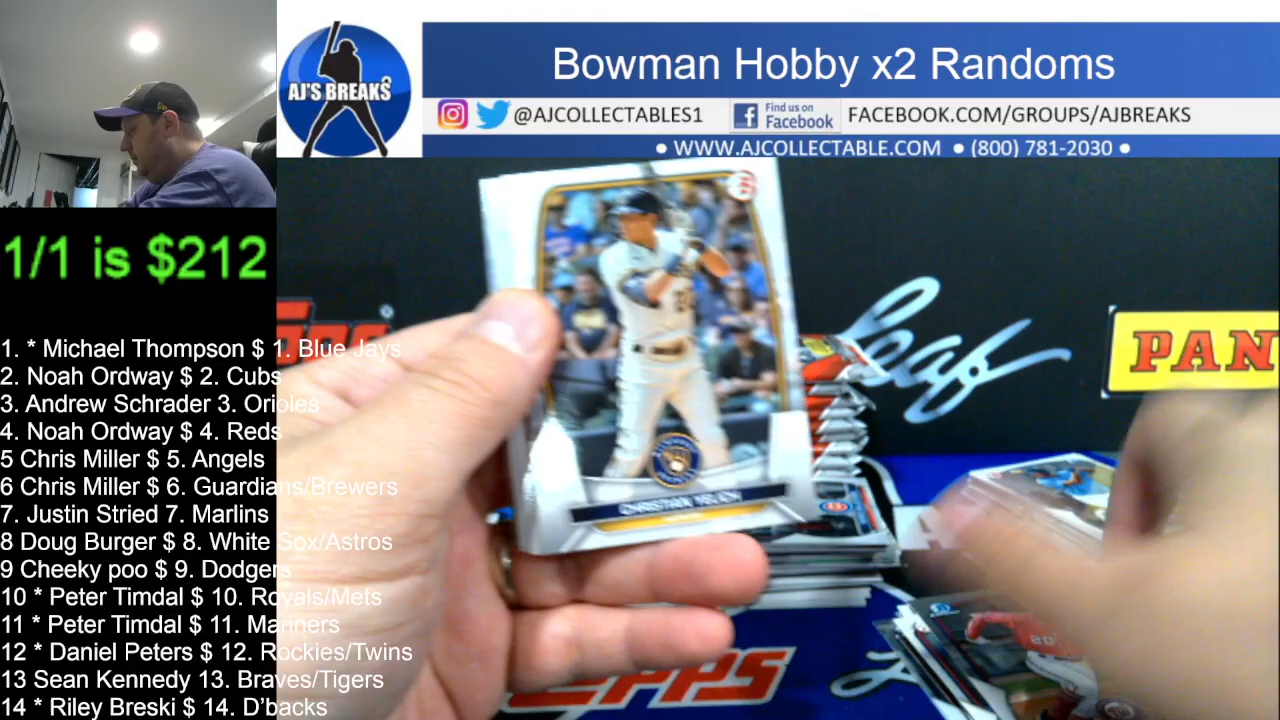 Bowman Hobby x2 Randoms
AJ'S BREAKS
@AJCOLLECTABLES1
Find us on
Facebook
FACEBOOK.COM/GROUPS/AJBREAKS
• WWW.AJCOLLECTABLE.COM • (800) 781-2030 •
1/1 is $212
1. * Michael Thompson $ 1. Blue Jays
2. Noah Ordway $ 2. Cubs
3. Andrew Schrader 3. Orioles
4. Noah Ordway $ 4. Reds
5 Chris Miller $ 5. Angels
6 Chris Miller $ 6. Guardians/Brewers
7. Justin Stried 7. Marlins
8 Doug Burger $ 8. White Sox/Astros
9 Cheeky poo $ 9. Dodgers
10 * Peter Timdal $ 10. Royals/Mets
11 * Peter Timdal $ 11. Mariners
12 * Daniel Peters $ 12. Rockies/Twins
13 Sean Kennedy 13. Braves/Tigers
14 * Riley Breski $ 14. D'backs
Leaf
PAN
CHRISTIAN
TOPPS